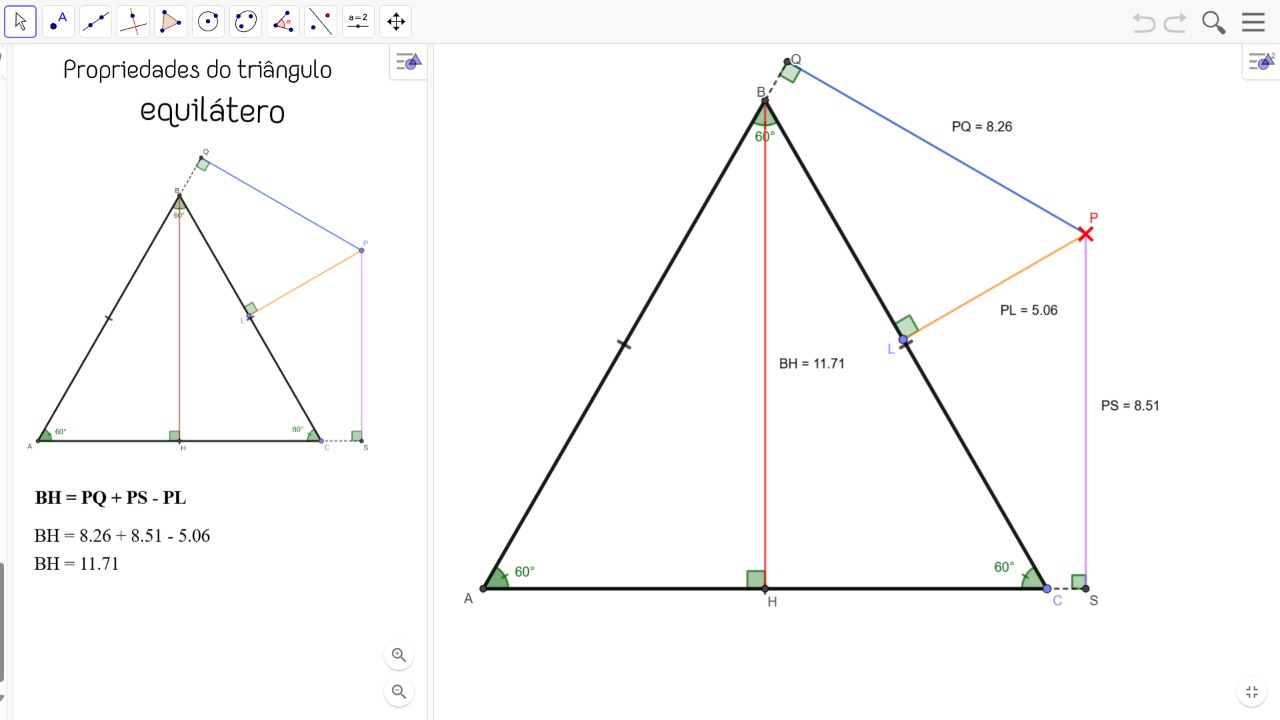 A
α
a=2
Propriedades do triângulo
equilátero
Q
B
60°
P
L
60°
60°
A
H
C
S
BH = PQ + PS - PL
BH = 8.26 + 8.51 - 5.06
BH = 11.71
2
Q
B
60°
PQ = 8.26
P
PL = 5.06
L
BH = 11.71
PS = 8.51
60°
60°
A
H
C
S